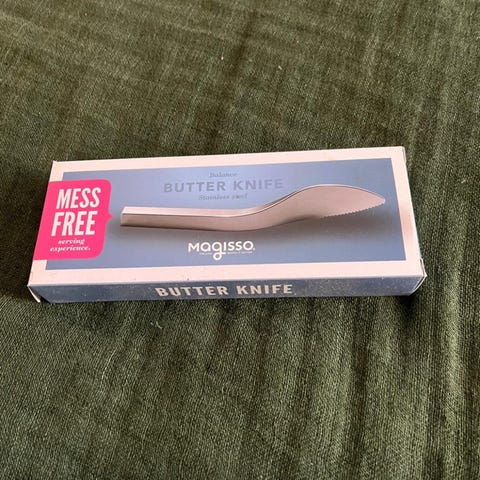 Balance
BUTTER KNIFE
Stainless steel
MESS
FREE
serving
experience.
MAGISSO.
BUTTER KNIFE